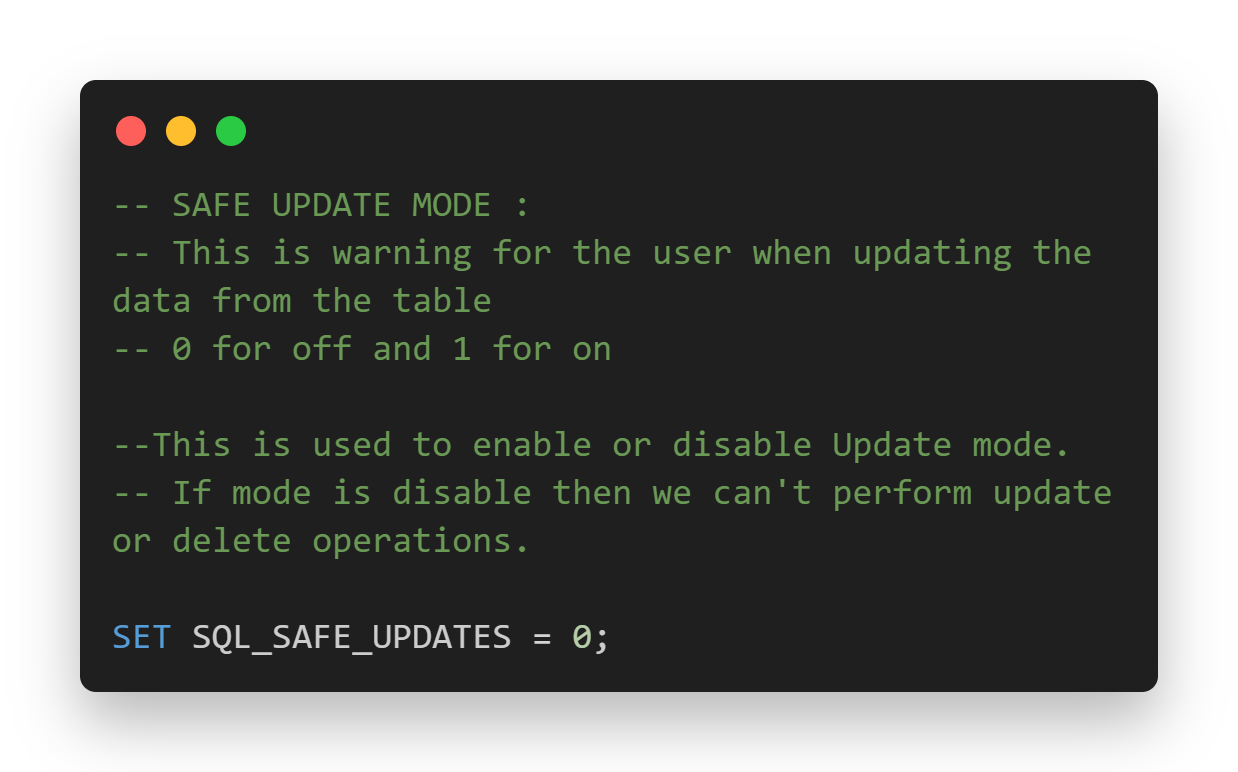 -- SAFE UPDATE MODE :
-- This is warning for the user when updating the
data from the table
-- 0 for off and 1 for on
--This is used to enable or disable Update mode.
-- If mode is disable then we can't perform update
or delete operations.
SET SQL_SAFE_UPDATES = 0;